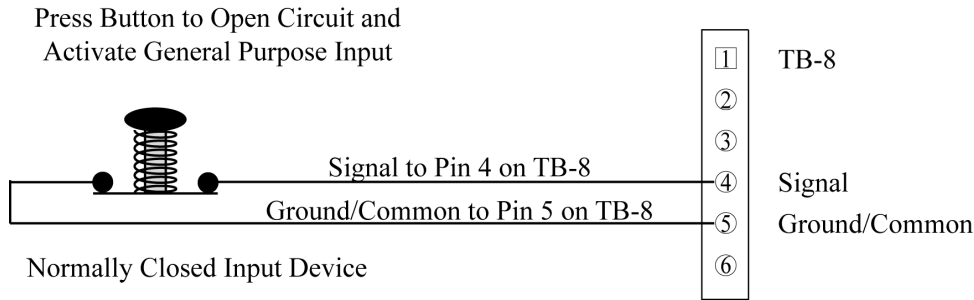 Press Button to Open Circuit and
Activate General Purpose Input
1 TB-8
2
3
Signal to Pin 4 on TB-8 4 Signal
Ground/Common to Pin 5 on TB-8 5 Ground/Common
Normally Closed Input Device 6